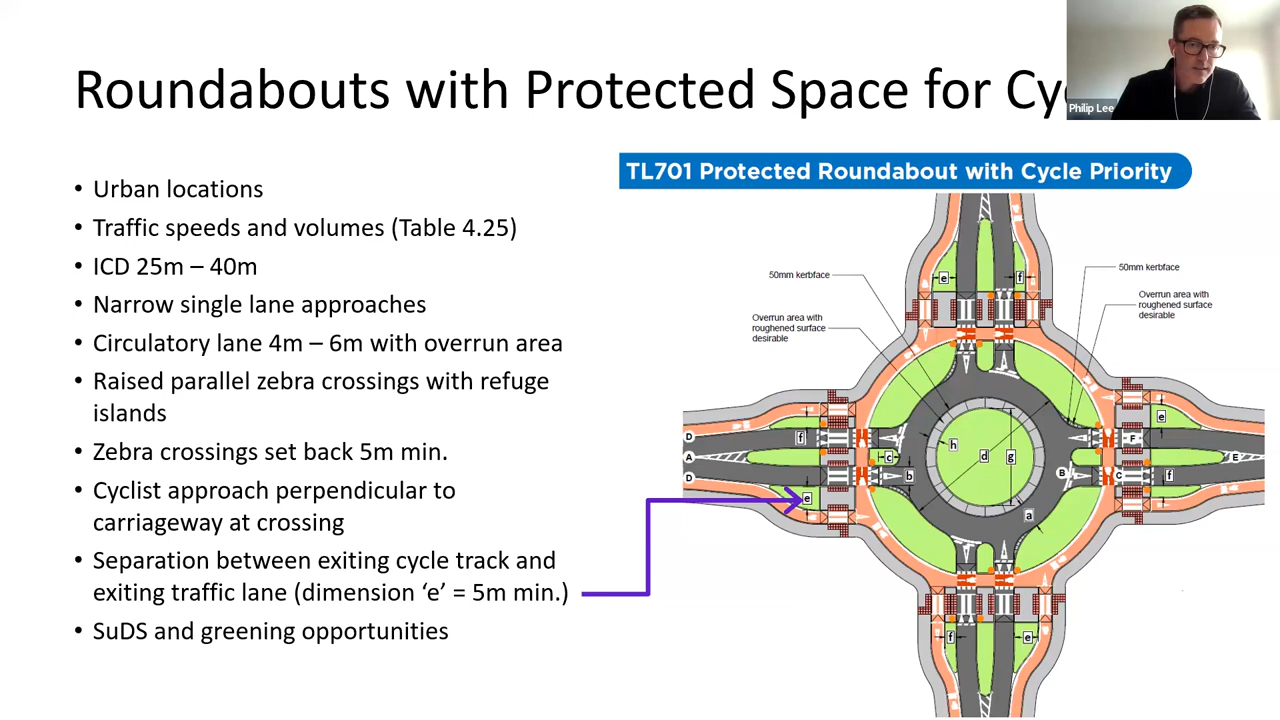 Roundabouts with Protected Space for Cy
Philip Lee
• Urban locations
• Traffic speeds and volumes (Table 4.25)
• ICD 25m – 40m
• Narrow single lane approaches
• Circulatory lane 4m – 6m with overrun area
• Raised parallel zebra crossings with refuge
islands
• Zebra crossings set back 5m min.
• Cyclist approach perpendicular to
carriageway at crossing
• Separation between exiting cycle track and
exiting traffic lane (dimension ‘e’ = 5m min.)
• SuDS and greening opportunities
TL701 Protected Roundabout with Cycle Priority
50mm kerbface
50mm kerbface
Overrun area with
roughened surface
desirable
Overrun area with
roughened surface
desirable
e
f
f
e
D
A
D
c
b
h
d
g
B
F
C
E
f
e
a
f
e